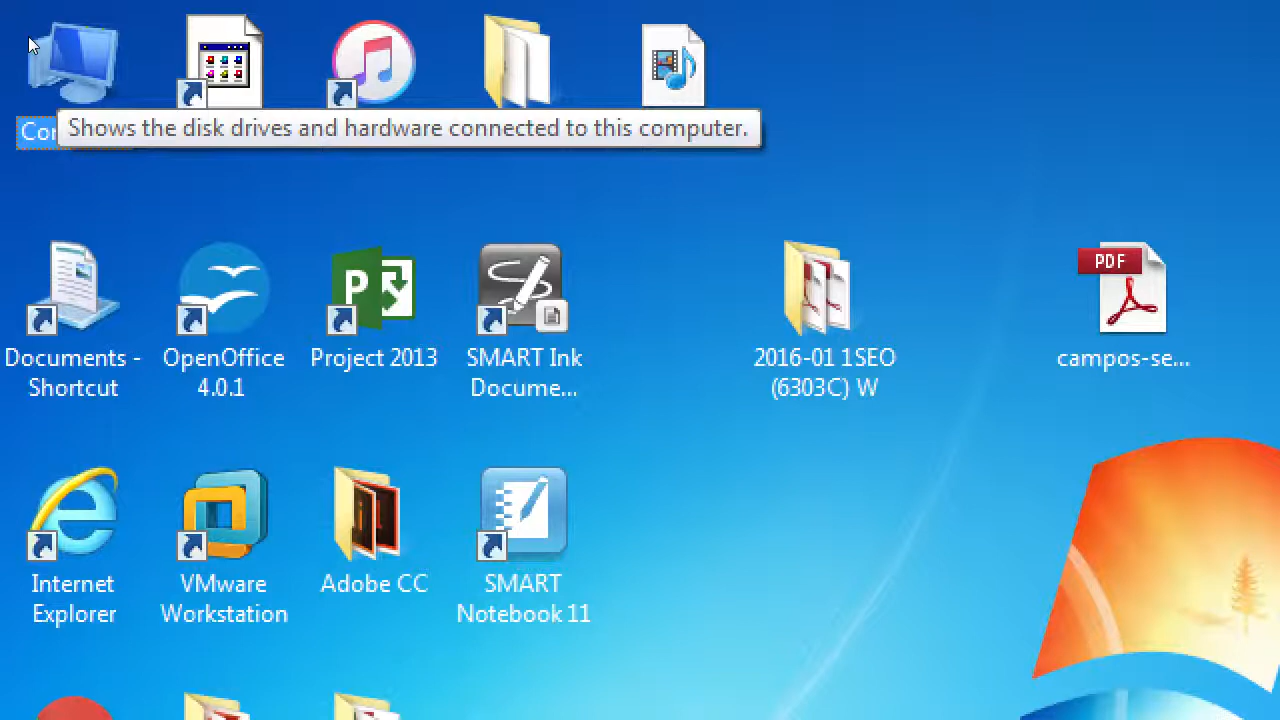 Cor
Shows the disk drives and hardware connected to this computer.
PDF
Documents -
Shortcut
OpenOffice
4.0.1
P
Project 2013
SMART Ink
Docume...
2016-01 1SEO
(6303C) W
campos-se...
Internet
Explorer
VMware
Workstation
Adobe CC
SMART
Notebook 11